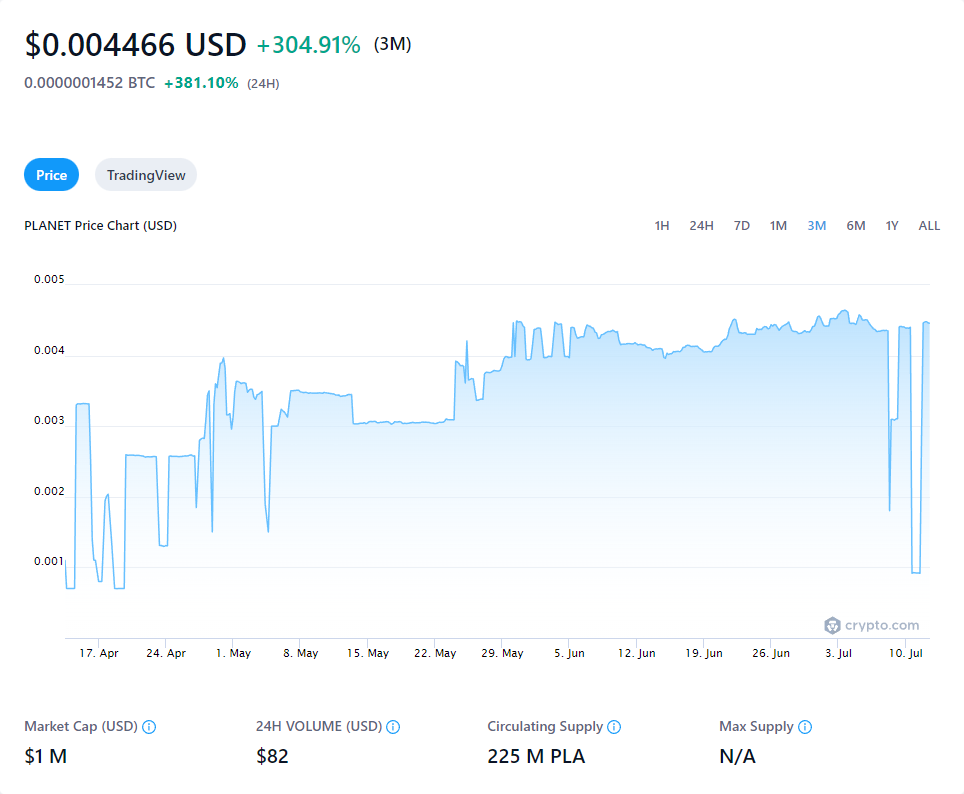 $0.004466 USD +304.91% (3M)
0.0000001452 BTC +381.10% (24H)
Price TradingView
PLANET Price Chart (USD) 1H 24H 7D 1M 3M 6M 1Y ALL
0.005
0.004
0.003
0.002
0.001
crypto.com
17. Apr 24. Apr 1. May 8. May 15. May 22. May 29. May 5. Jun 12. Jun 19. Jun 26. Jun 3. Jul 10. Jul
Market Cap (USD) 24H VOLUME (USD) Circulating Supply Max Supply
$1 M $82 225 M PLA N/A